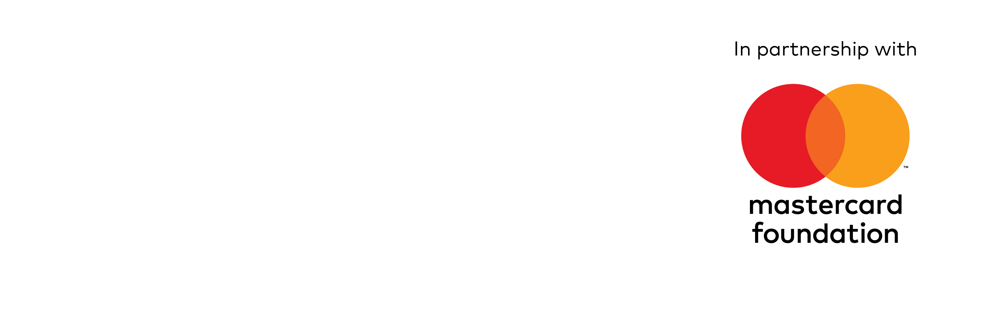 In partnership with
™
mastercard
foundation